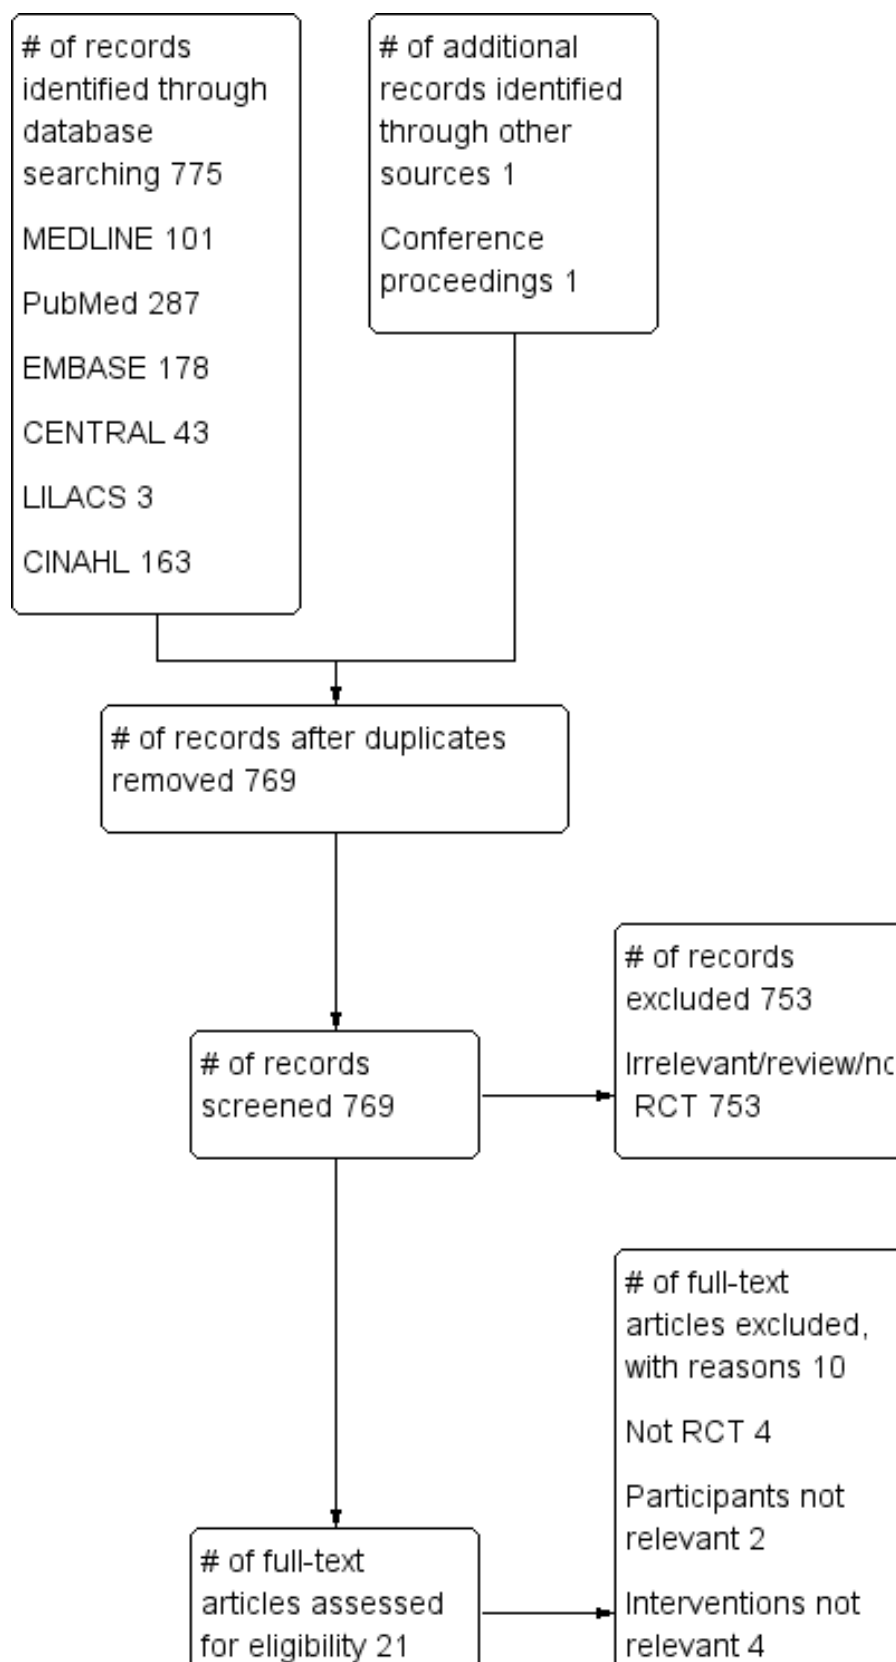 # of records
identified through
database
searching 775
MEDLINE 101
PubMed 287
EMBASE 178
CENTRAL 43
LILACS 3
CINAHL 163
# of additional
records identified
through other
sources 1
Conference
proceedings 1
# of records after duplicates
removed 769
# of records
screened 769
# of records
excluded 753
Irrelevant/review/no
RCT 753
# of full-text
articles assessed
for eligibility 21
# of full-text
articles excluded,
with reasons 10
Not RCT 4
Participants not
relevant 2
Interventions not
relevant 4